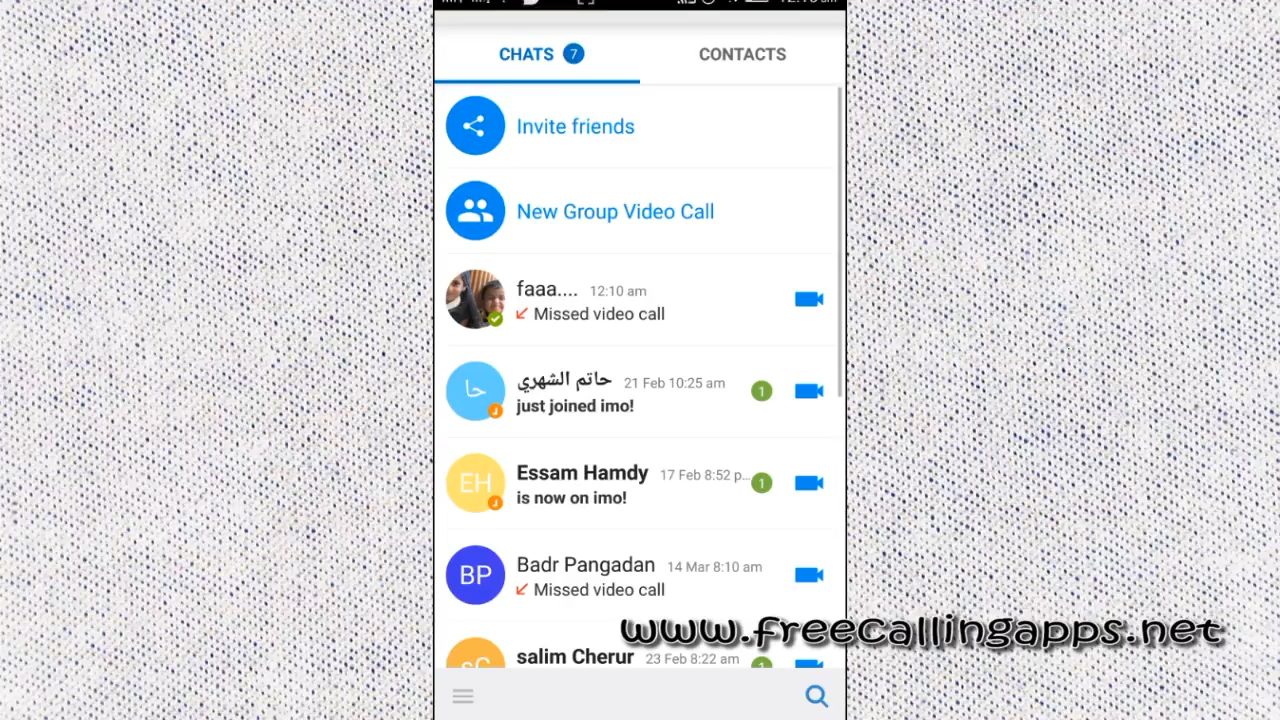 CHATS 7 CONTACTS
Invite friends
New Group Video Call
faaa.... 12:10 am
Missed video call
حا حاتم الشهري 21 Feb 10:25 am 1
just joined imo!
EH Essam Hamdy 17 Feb 8:52 p... 1
is now on imo!
BP Badr Pangadan 14 Mar 8:10 am
Missed video call
www.freecallingapps.net
sC salim Cherur 23 Feb 8:22 am 1